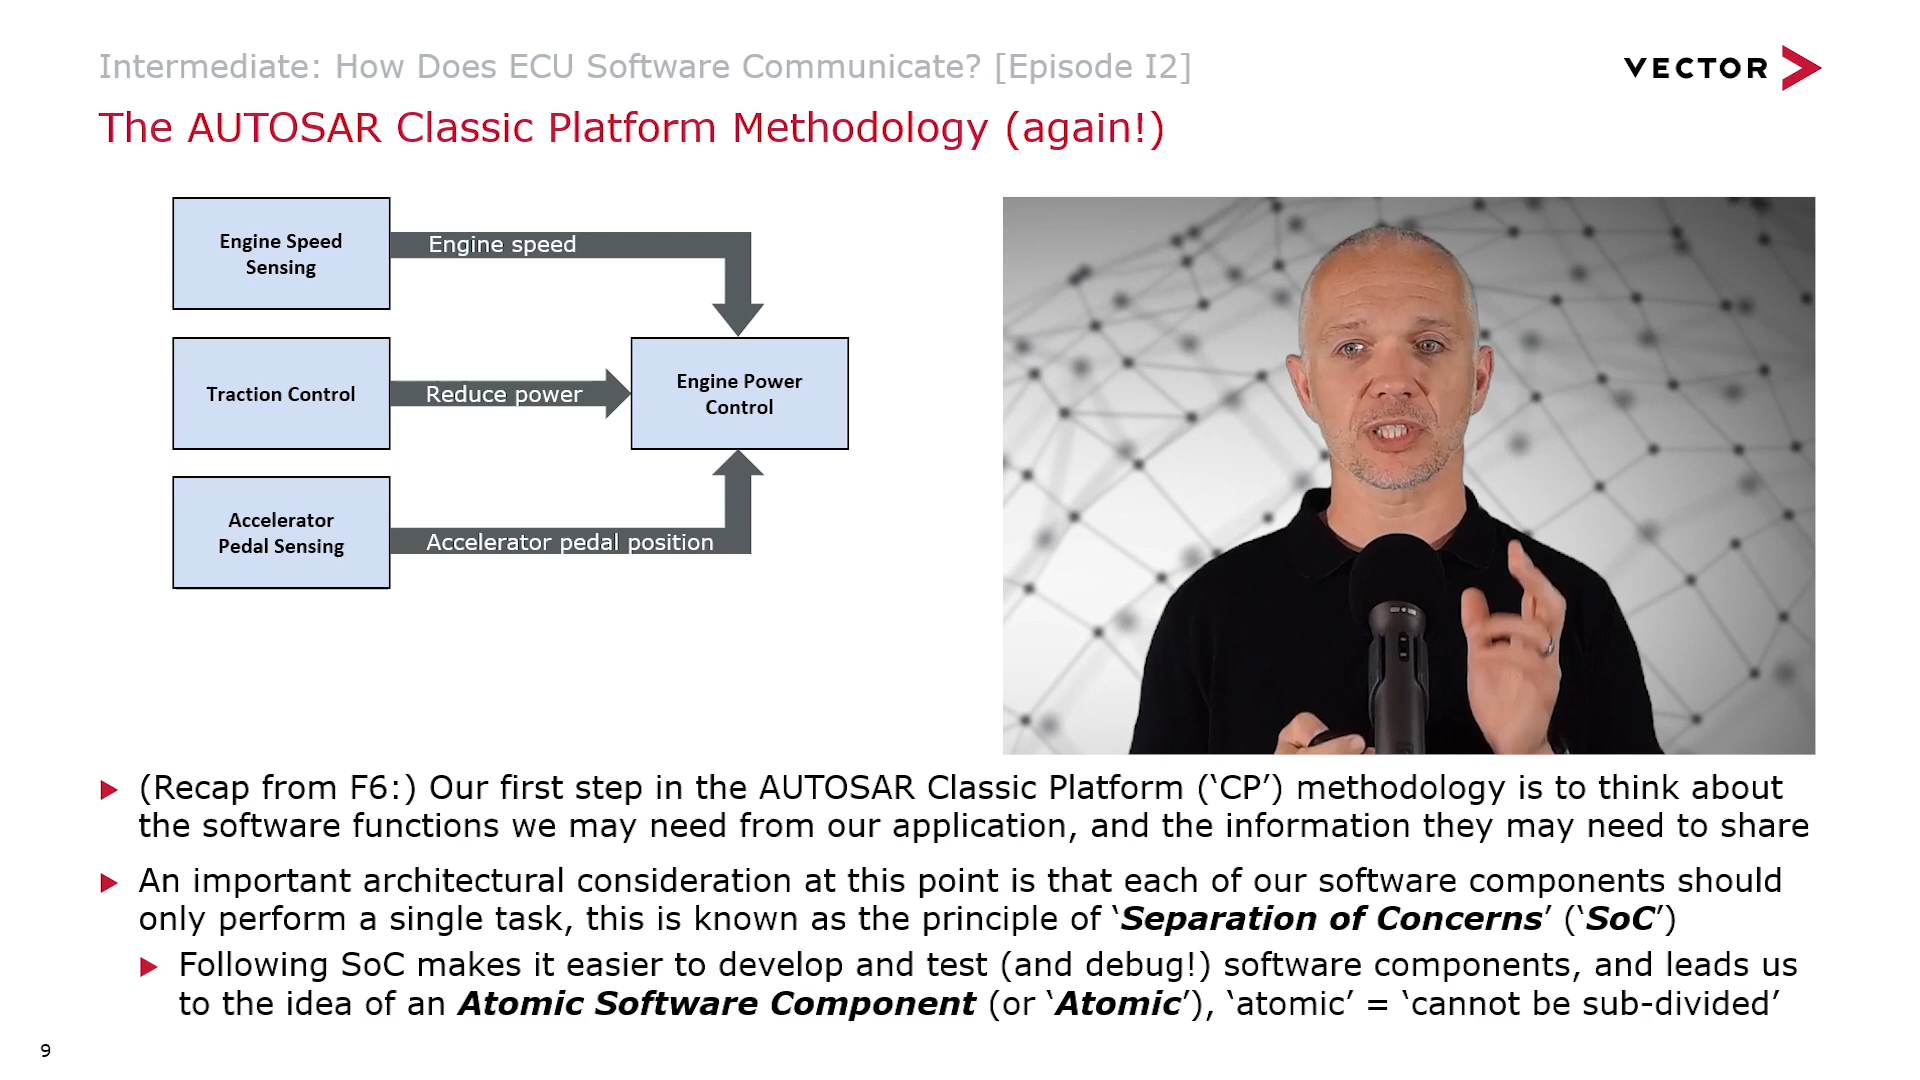 Intermediate: How Does ECU Software Communicate? [Episode I2]
VECTOR
The AUTOSAR Classic Platform Methodology (again!)
Engine Speed
Sensing
Engine speed
Traction Control
Reduce power
Engine Power
Control
Accelerator
Pedal Sensing
Accelerator pedal position
(Recap from F6:) Our first step in the AUTOSAR Classic Platform (‘CP’) methodology is to think about
the software functions we may need from our application, and the information they may need to share
An important architectural consideration at this point is that each of our software components should
only perform a single task, this is known as the principle of ‘Separation of Concerns’ (‘SoC’)
Following SoC makes it easier to develop and test (and debug!) software components, and leads us
to the idea of an Atomic Software Component (or ‘Atomic’), ‘atomic’ = ‘cannot be sub-divided’
9